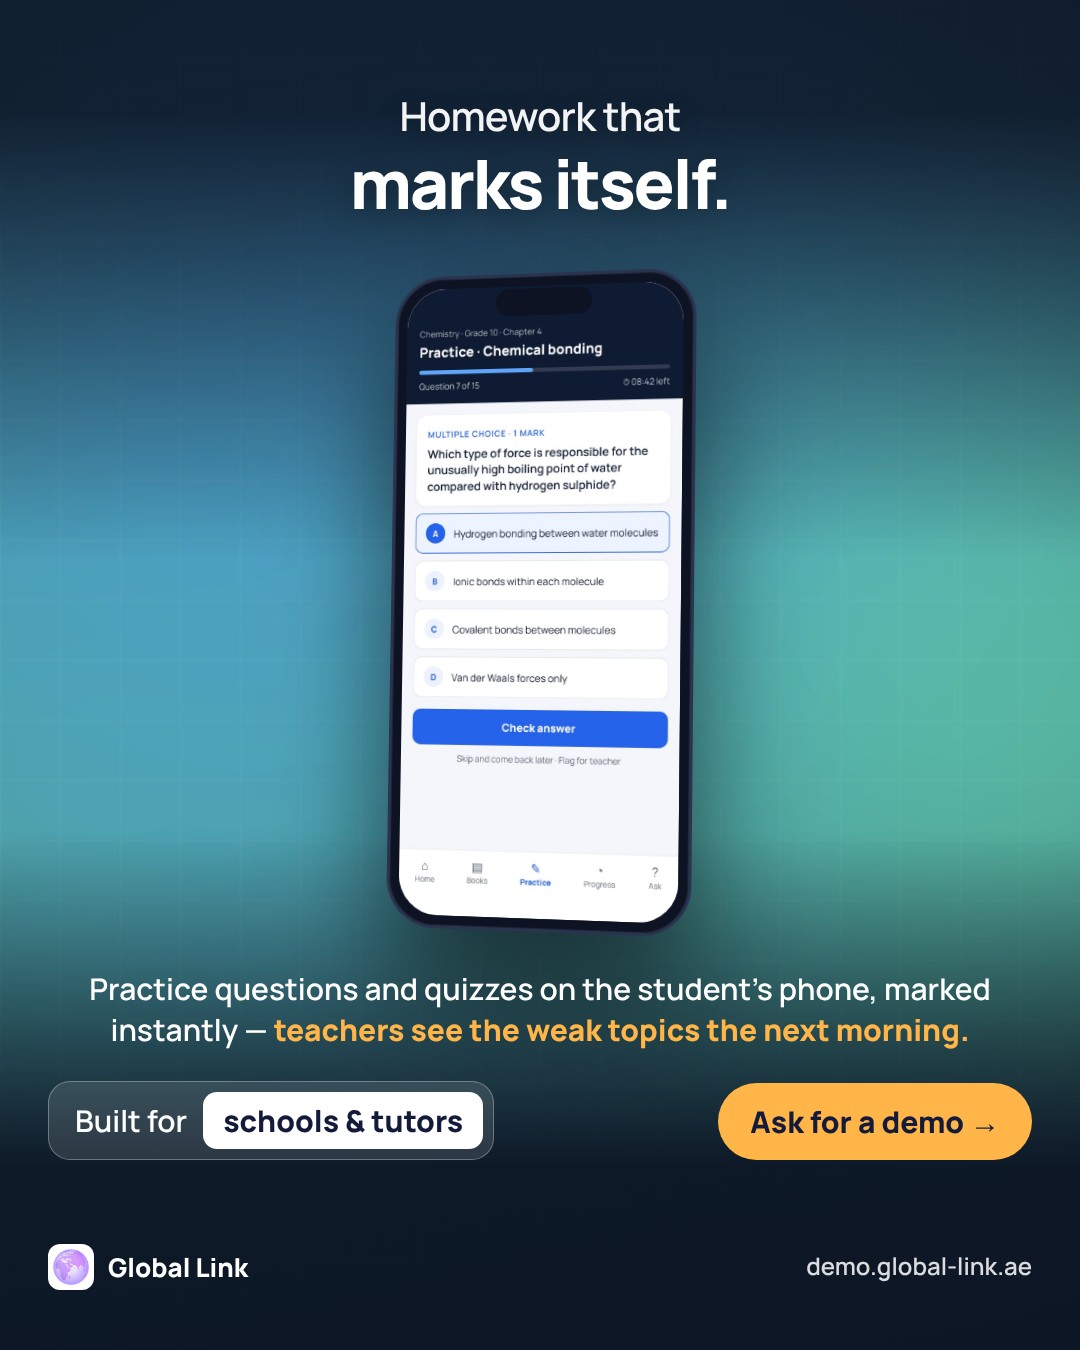 Homework that
marks itself.
Chemistry · Grade 10 · Chapter 4
Practice · Chemical bonding
Question 7 of 15
⏱ 08:42 left
MULTIPLE CHOICE · 1 MARK
Which type of force is responsible for the
unusually high boiling point of water
compared with hydrogen sulphide?
A Hydrogen bonding between water molecules
B Ionic bonds within each molecule
C Covalent bonds between molecules
D Van der Waals forces only
Check answer
Skip and come back later · Flag for teacher
Home Books Practice Progress ? Ask
Practice questions and quizzes on the student’s phone, marked
instantly — teachers see the weak topics the next morning.
Built for schools & tutors
Ask for a demo →
Global Link
demo.global-link.ae